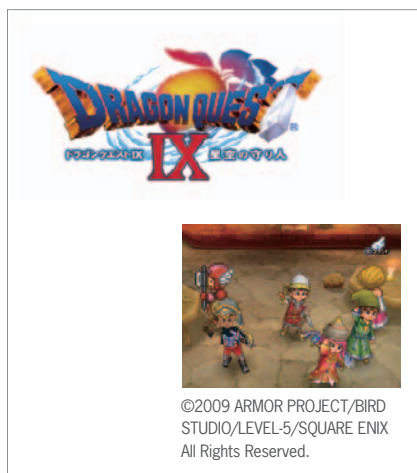 DRAGON QUEST
IX
ドラゴンクエストIX 星空の守り人
©2009 ARMOR PROJECT/BIRD
STUDIO/LEVEL-5/SQUARE ENIX
All Rights Reserved.